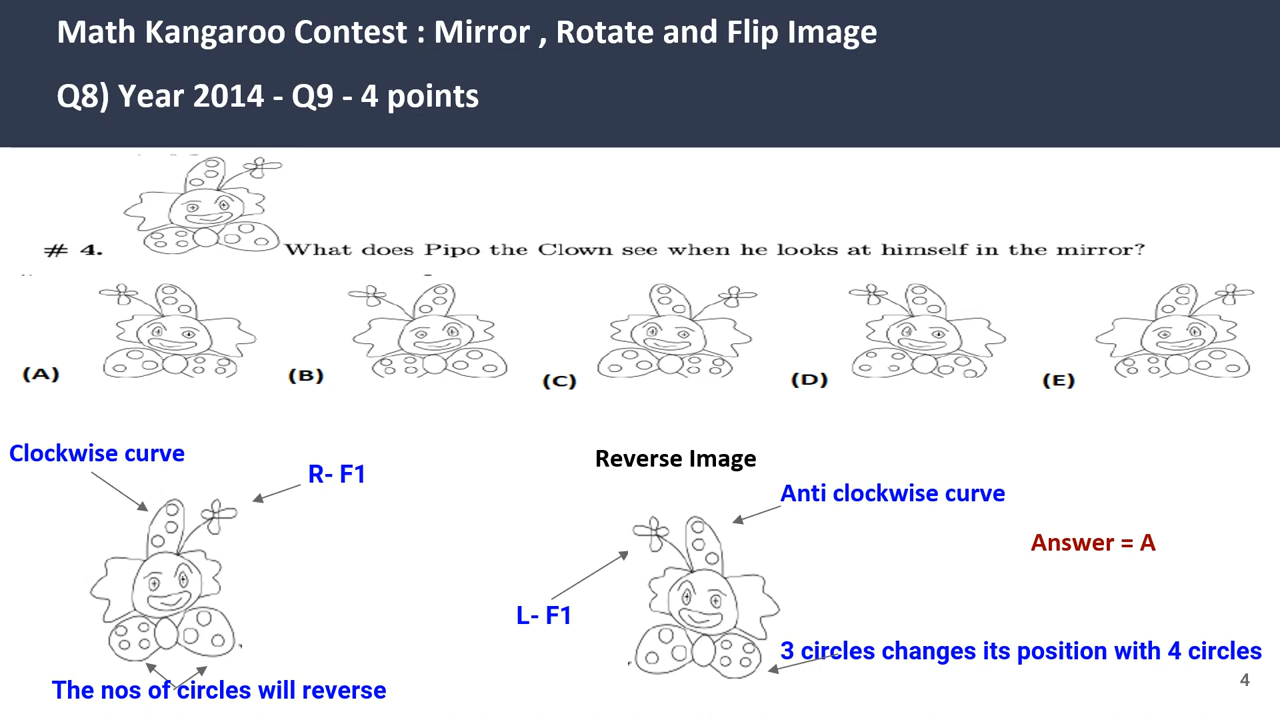 Math Kangaroo Contest : Mirror , Rotate and Flip Image
Q8) Year 2014 - Q9 - 4 points
# 4.
What does Pipo the Clown see when he looks at himself in the mirror?
(A)
(B)
(C)
(D)
(E)
Clockwise curve
R- F1
Reverse Image
Anti clockwise curve
Answer = A
L- F1
3 circles changes its position with 4 circles
The nos of circles will reverse
4